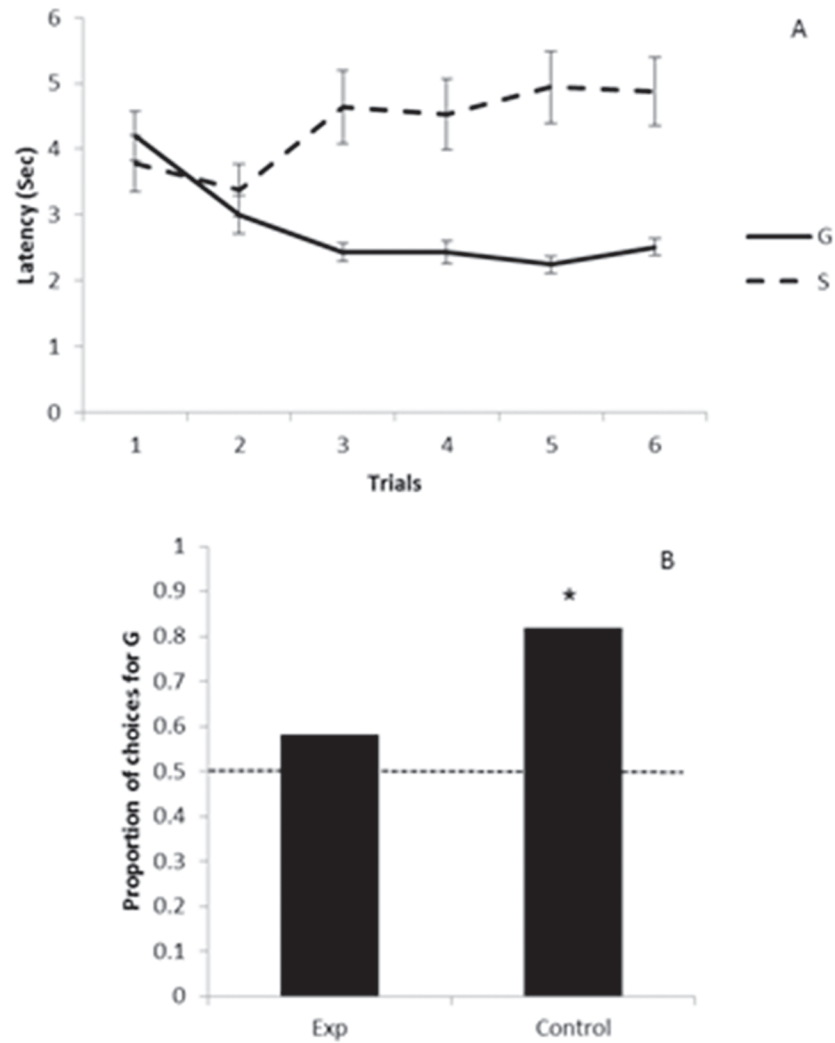 A
6
5
4
3
2
1
0
Latency (Sec)
1 2 3 4 5 6
Trials
G
S
B
1
0.9
0.8
0.7
0.6
0.5
0.4
0.3
0.2
0.1
0
Proportion of choices for G
*
Exp Control